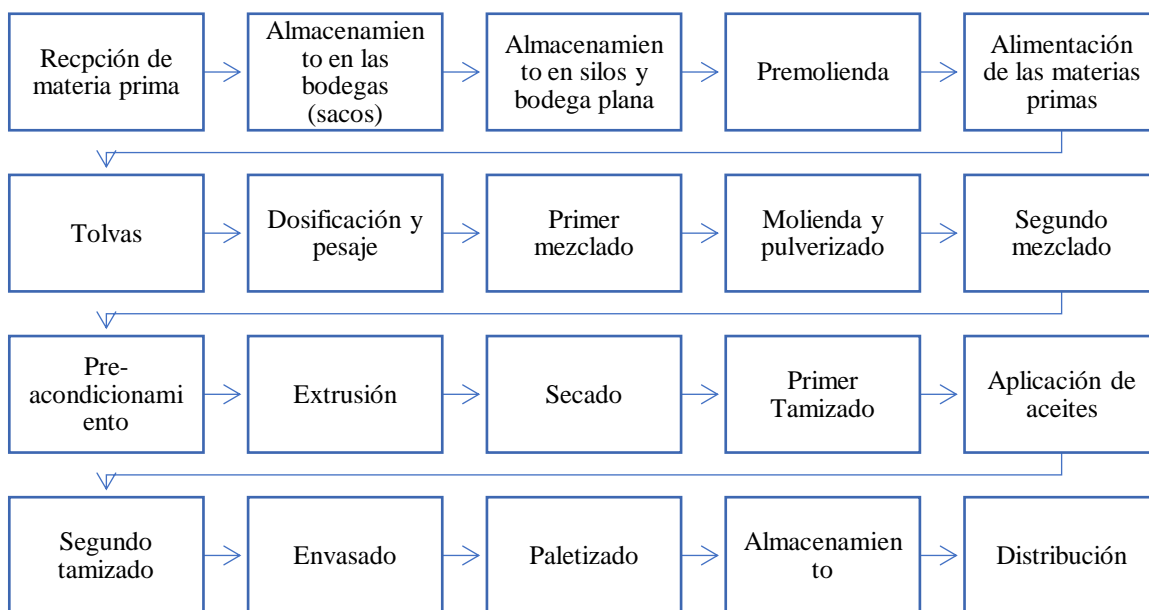 Recpción de
materia prima
Almacenamien
to en las
bodegas
(sacos)
Almacenamien
to en silos y
bodega plana
Premolienda
Alimentación
de las materias
primas
Tolvas
Dosificación y
pesaje
Primer
mezclado
Molienda y
pulverizado
Segundo
mezclado
Pre-
acondicionami
ento
Extrusión
Secado
Primer
Tamizado
Aplicación de
aceites
Segundo
tamizado
Envasado
Paletizado
Almacenamien
to
Distribución